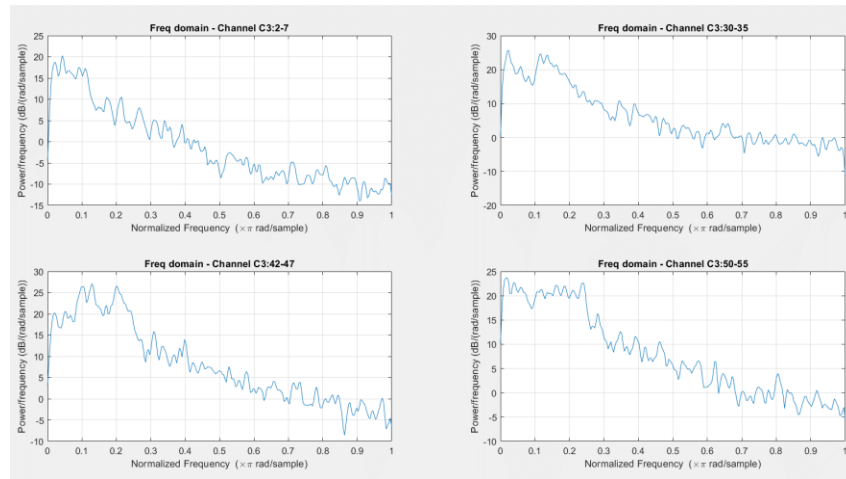 Freq domain - Channel C3:2-7
25
20
15
10
5
0
-5
-10
-15
Power/frequency (dB/(rad/sample))
0 0.1 0.2 0.3 0.4 0.5 0.6 0.7 0.8 0.9 1
Normalized Frequency (×π rad/sample)
Freq domain - Channel C3:30-35
30
20
10
0
-10
-20
Power/frequency (dB/(rad/sample))
0 0.1 0.2 0.3 0.4 0.5 0.6 0.7 0.8 0.9 1
Normalized Frequency (×π rad/sample)
Freq domain - Channel C3:42-47
30
25
20
15
10
5
0
-5
-10
Power/frequency (dB/(rad/sample))
0 0.1 0.2 0.3 0.4 0.5 0.6 0.7 0.8 0.9 1
Normalized Frequency (×π rad/sample)
Freq domain - Channel C3:50-55
25
20
15
10
5
0
-5
-10
Power/frequency (dB/(rad/sample))
0 0.1 0.2 0.3 0.4 0.5 0.6 0.7 0.8 0.9 1
Normalized Frequency (×π rad/sample)